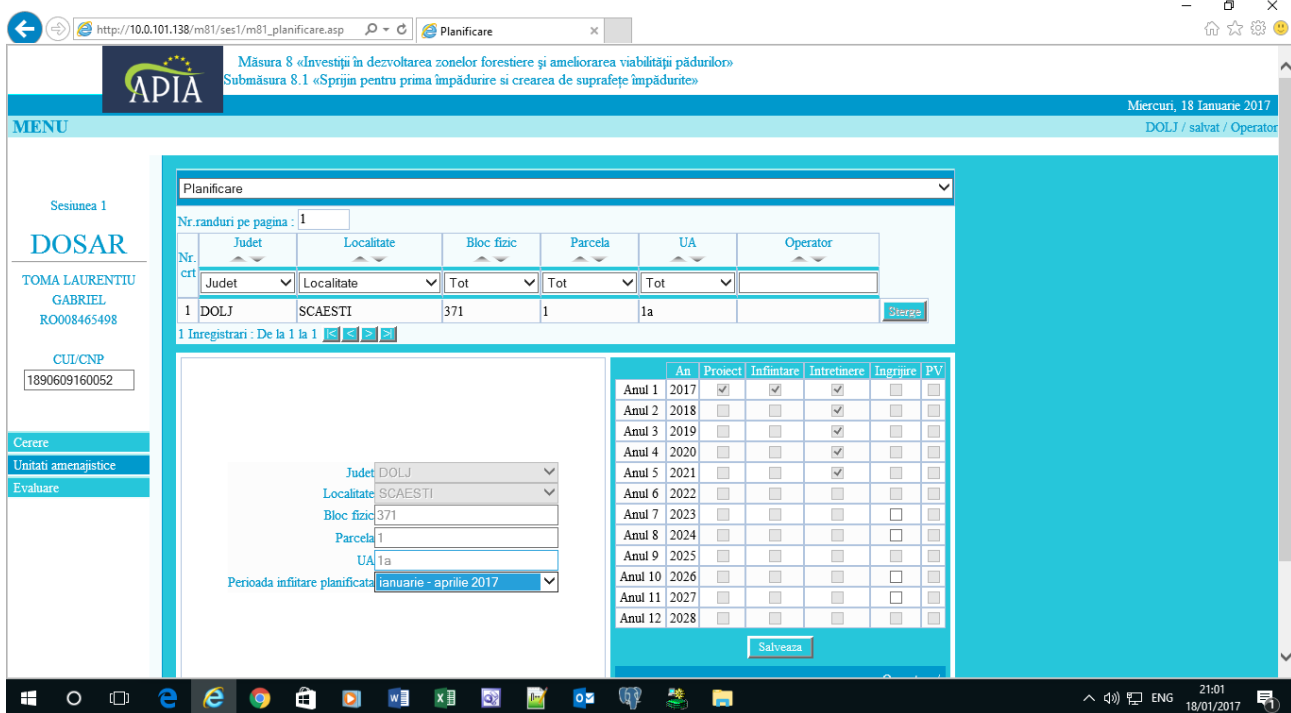 http://10.0.101.138/m81/ses1/m81_planificare.asp
Planificare
APIA
Măsura 8 «Investiții în dezvoltarea zonelor forestiere și ameliorarea viabilității pădurilor»
Submăsura 8.1 «Sprijin pentru prima împădurire si crearea de suprafețe împădurite»
Miercuri, 18 Ianuarie 2017
MENU
DOLJ / salvat / Operator
Sesiunea 1
DOSAR
TOMA LAURENTIU
GABRIEL
RO008465498
CUI/CNP
1890609160052
Cerere
Unitati amenajistice
Evaluare
Planificare
Nr.randuri pe pagina : 1
Nr. crt Judet Localitate Bloc fizic Parcela UA Operator
Judet Localitate Tot Tot Tot
1 DOLJ SCAESTI 371 1 1a Sterge
1 Inregistrari : De la 1 la 1 |< < > >|
Judet DOLJ
Localitate SCAESTI
Bloc fizic 371
Parcela 1
UA 1a
Perioada infiitare planificata ianuarie - aprilie 2017
An Proiect Infiintare Intretinere Ingrijire PV
Anul 1 2017
Anul 2 2018
Anul 3 2019
Anul 4 2020
Anul 5 2021
Anul 6 2022
Anul 7 2023
Anul 8 2024
Anul 9 2025
Anul 10 2026
Anul 11 2027
Anul 12 2028
Salveaza
ENG
21:01
18/01/2017